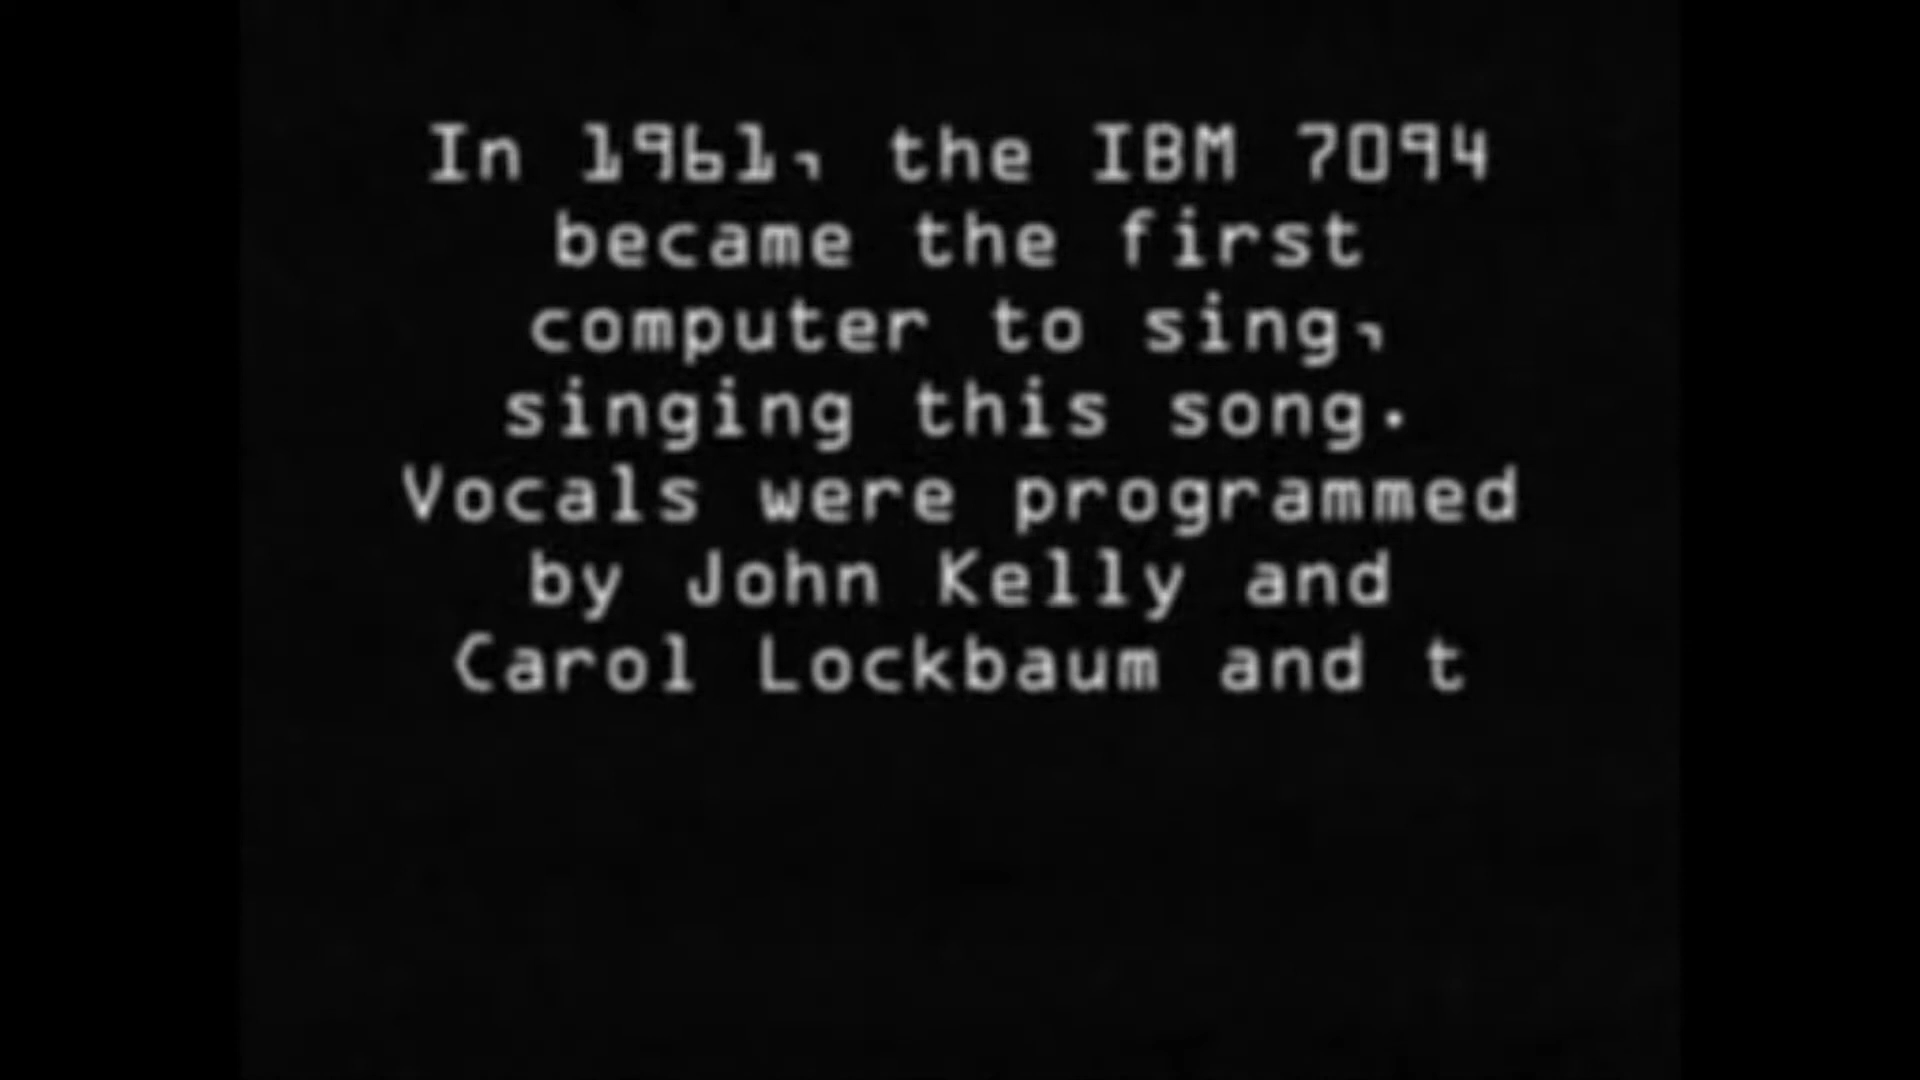 In 1961, the IBM 7094
became the first
computer to sing,
singing this song.
Vocals were programmed
by John Kelly and
Carol Lockbaum and t